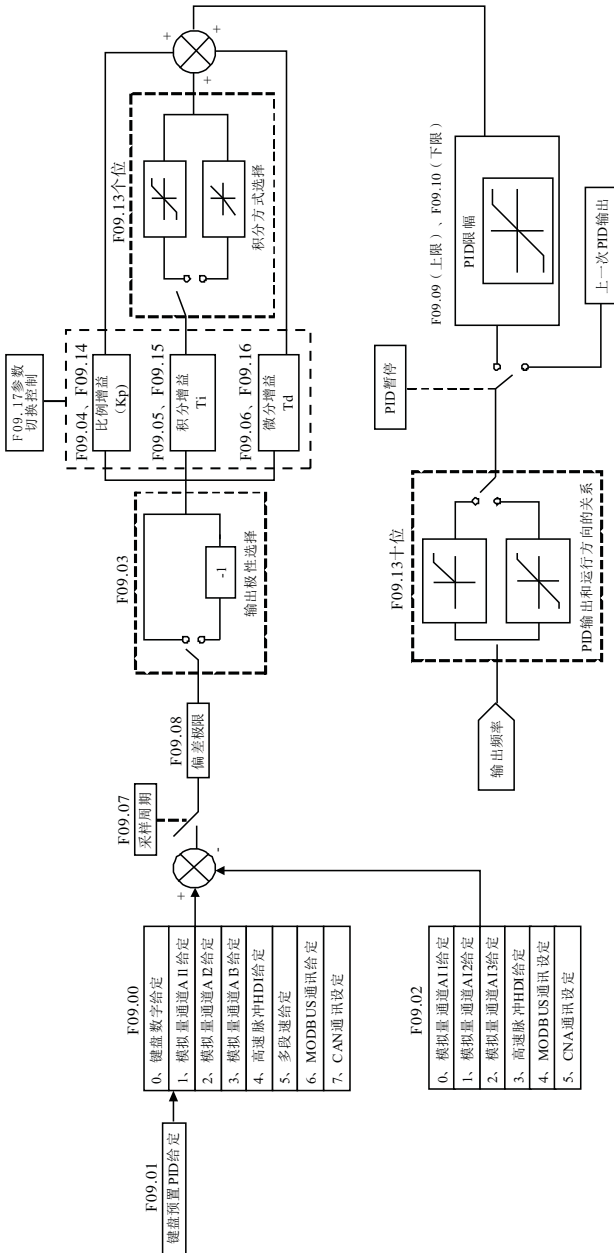 F09.01
键盘预置PID给定
F09.00
0、键盘数字给定
1、模拟量通道AI1给定
2、模拟量通道AI2给定
3、模拟量通道AI3给定
4、高速脉冲HDI给定
5、多段速给定
6、MODBUS通讯给定
7、CAN通讯设定
F09.02
0、模拟量通道AI1给定
1、模拟量通道AI2给定
2、模拟量通道AI3给定
3、高速脉冲HDI给定
4、MODBUS通讯设定
5、CNA通讯设定
+
-
F09.07
采样周期
F09.08
偏差极限
F09.03
-1
输出极性选择
F09.17参数
切换控制
F09.04、F09.14
比例增益
(Kp)
F09.05、F09.15
积分增益
Ti
F09.06、F09.16
微分增益
Td
F09.13个位
积分方式选择
+
+
+
F09.09（上限）、F09.10（下限）
PID限幅
上一次PID输出
PID暂停
F09.13十位
PID输出和运行方向的关系
输出频率